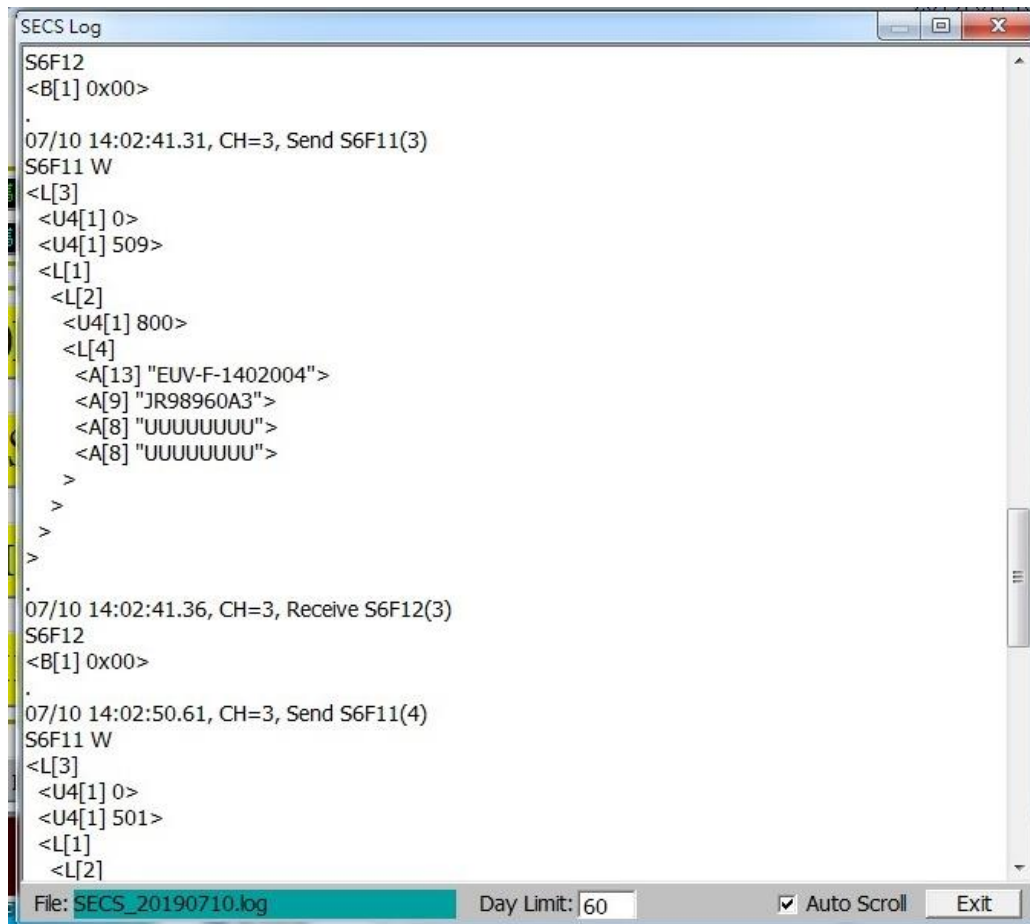 SECS Log
S6F12
<B[1] 0x00>
.
07/10 14:02:41.31, CH=3, Send S6F11(3)
S6F11 W
<L[3]
<U4[1] 0>
<U4[1] 509>
<L[1]
<L[2]
<U4[1] 800>
<L[4]
<A[13] "EUV-F-1402004">
<A[9] "JR98960A3">
<A[8] "UUUUUUUU">
<A[8] "UUUUUUUU">
>
>
>
>
.
07/10 14:02:41.36, CH=3, Receive S6F12(3)
S6F12
<B[1] 0x00>
.
07/10 14:02:50.61, CH=3, Send S6F11(4)
S6F11 W
<L[3]
<U4[1] 0>
<U4[1] 501>
<L[1]
<L[2]
File: SECS_20190710.log Day Limit: 60 Auto Scroll Exit